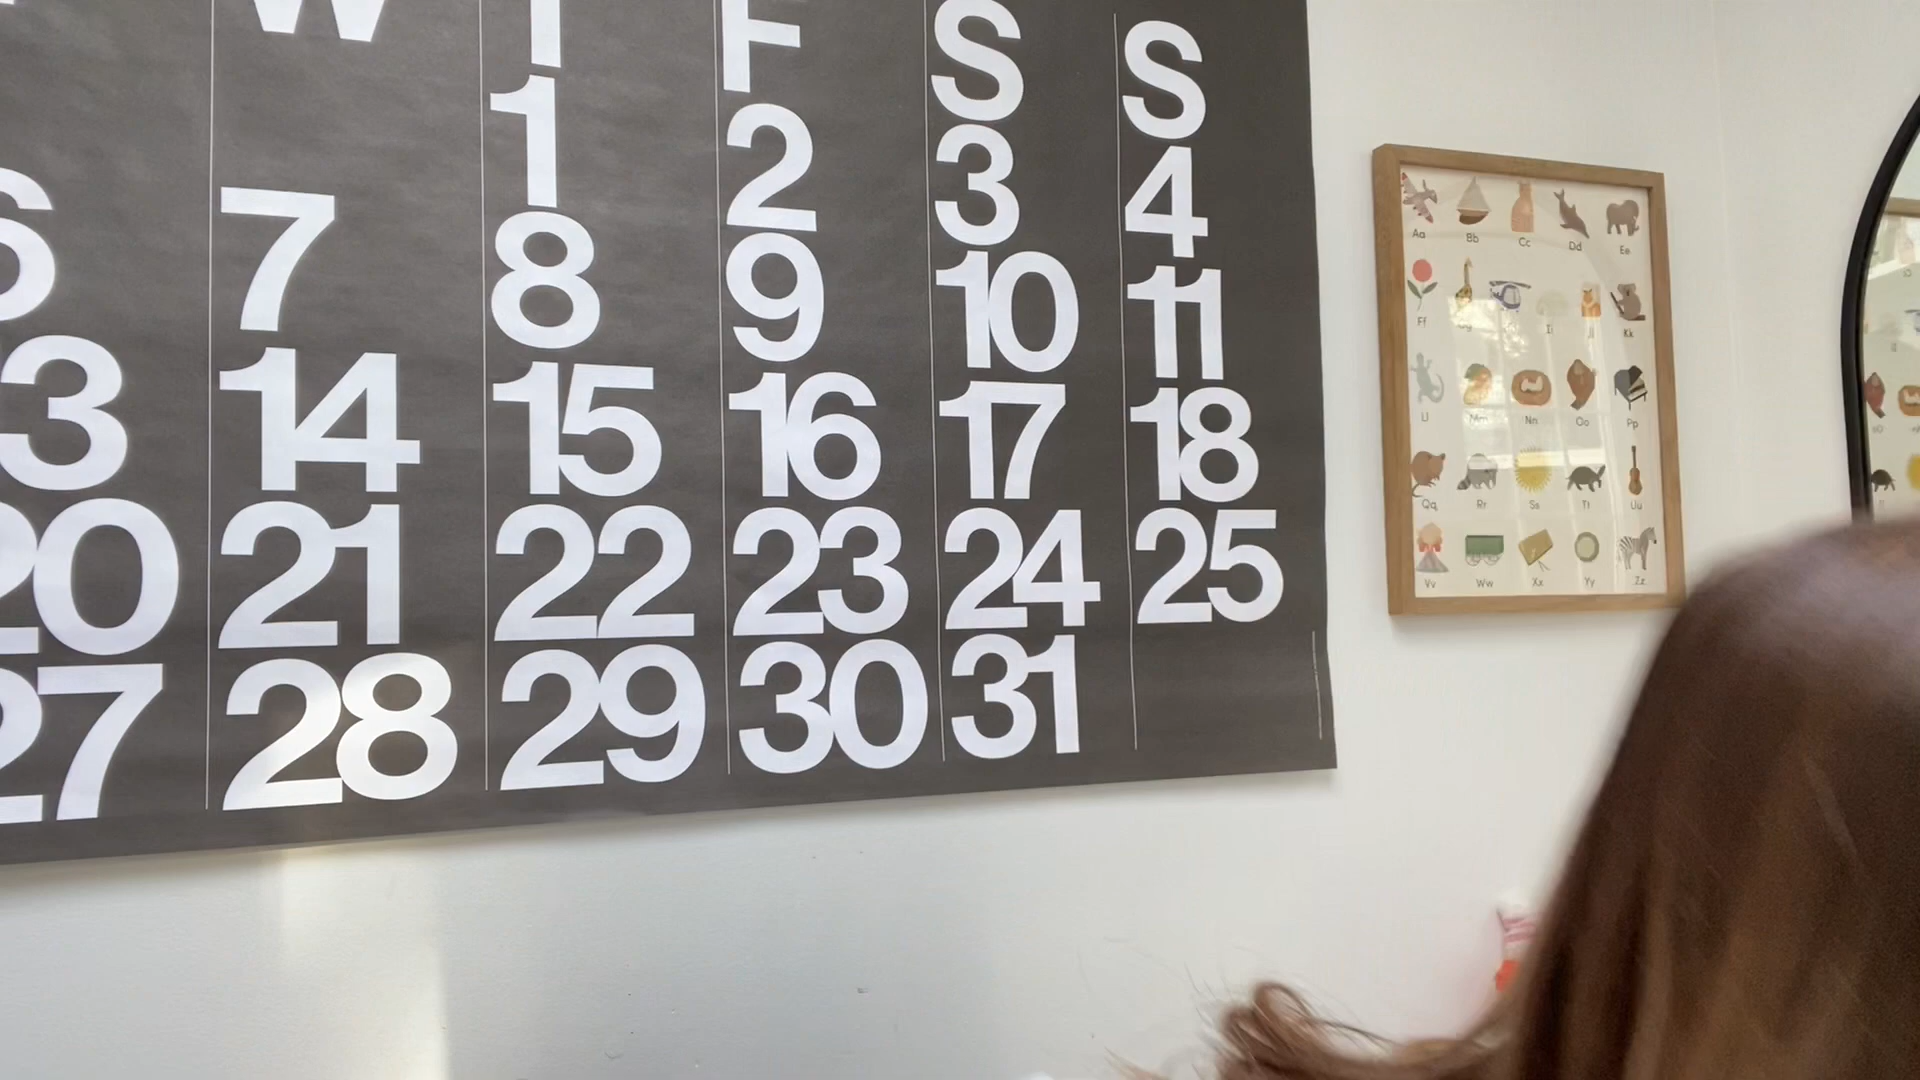 W T F S S
1 2 3 4
6 7 8 9 10 11
3 14 15 16 17 18
20 21 22 23 24 25
27 28 29 30 31
Aa Bb Cc Dd Ee
Ff Kk
Ll Mm Nn Oo Pp
Qq Rr Ss Tt Uu
Vv Ww Xx Yy Zz